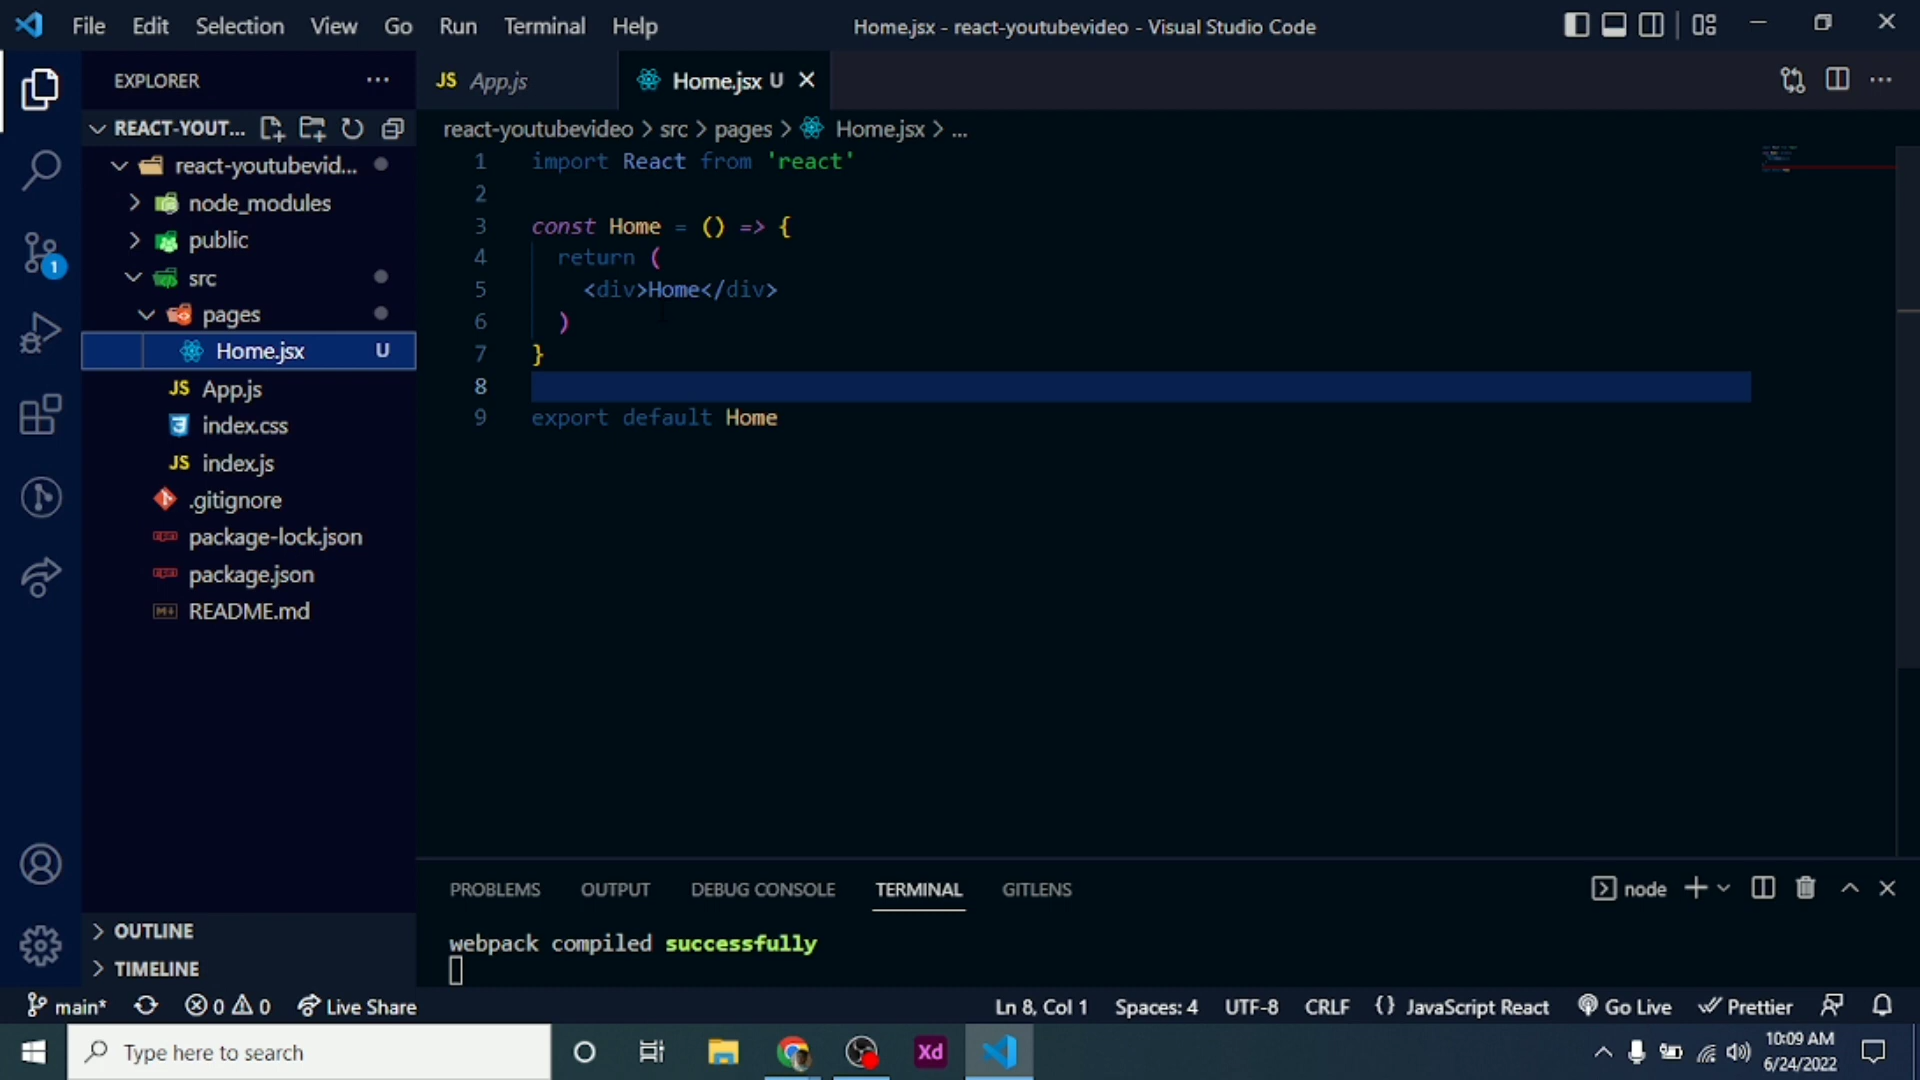 File Edit Selection View Go Run Terminal Help
Home.jsx - react-youtubevideo - Visual Studio Code
EXPLORER
REACT-YOUT...
react-youtubevid...
node_modules
public
src
pages
Home.jsx U
JS App.js
index.css
JS index.js
.gitignore
package-lock.json
package.json
README.md
OUTLINE
TIMELINE
1
JS App.js
Home.jsx U
react-youtubevideo > src > pages > Home.jsx > ...
1 import React from 'react'
2
3 const Home = () => {
4 return (
5 <div>Home</div>
6 )
7 }
8
9 export default Home
PROBLEMS OUTPUT DEBUG CONSOLE TERMINAL GITLENS
node
webpack compiled successfully
main* 0 0 Live Share
Ln 8, Col 1 Spaces: 4 UTF-8 CRLF {} JavaScript React Go Live Prettier
Type here to search
Xd
10:09 AM
6/24/2022